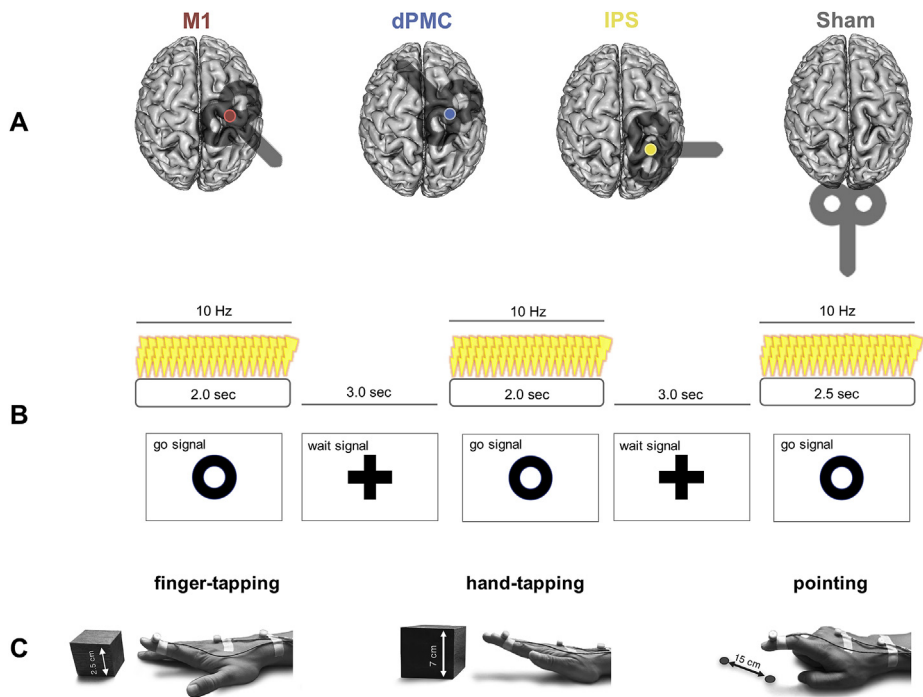 M1 dPMC IPS Sham
A
10 Hz 10 Hz 10 Hz
2.0 sec 3.0 sec 2.0 sec 3.0 sec 2.5 sec
B
go signal wait signal go signal wait signal go signal
finger-tapping hand-tapping pointing
C
2.5 cm 7 cm 15 cm